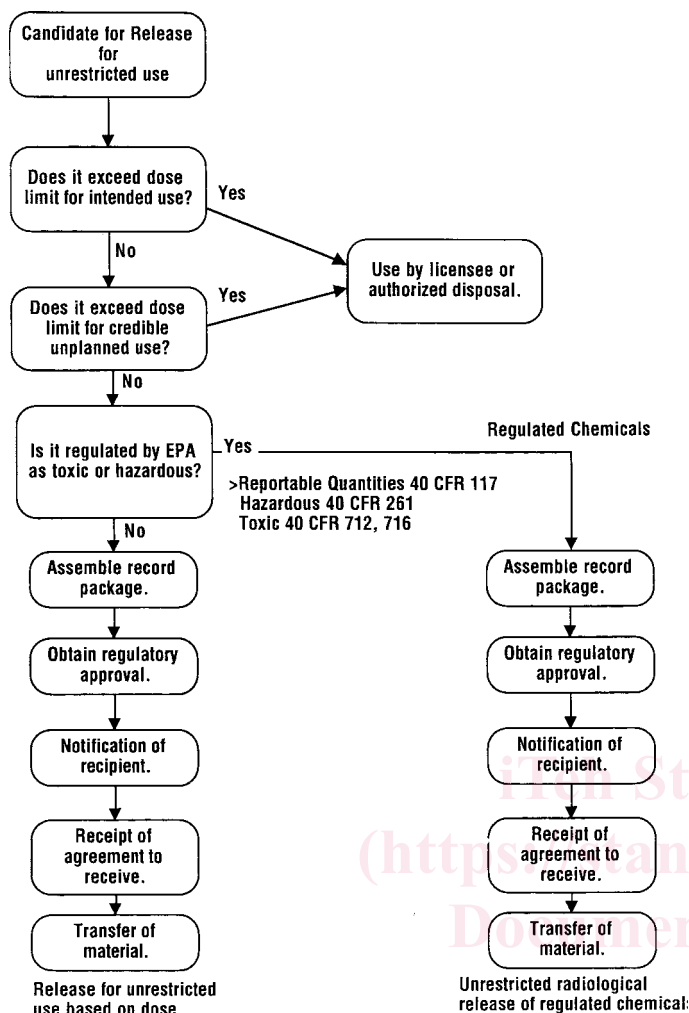 Candidate for Release
for
unrestricted use
Does it exceed dose
limit for intended use?
Yes
No
Use by licensee or
authorized disposal.
Does it exceed dose
limit for credible
unplanned use?
Yes
No
Is it regulated by EPA
as toxic or hazardous?
Yes
Regulated Chemicals
>Reportable Quantities 40 CFR 117
Hazardous 40 CFR 261
Toxic 40 CFR 712, 716
No
Assemble record
package.
Obtain regulatory
approval.
Notification of
recipient.
Receipt of
agreement to
receive.
Transfer of
material.
Release for unrestricted
use based on dose
Assemble record
package.
Obtain regulatory
approval.
Notification of
recipient.
Receipt of
agreement to
receive.
Transfer of
material.
Unrestricted radiological
release of regulated chemicals
iTeh St
(https://stan
Documen